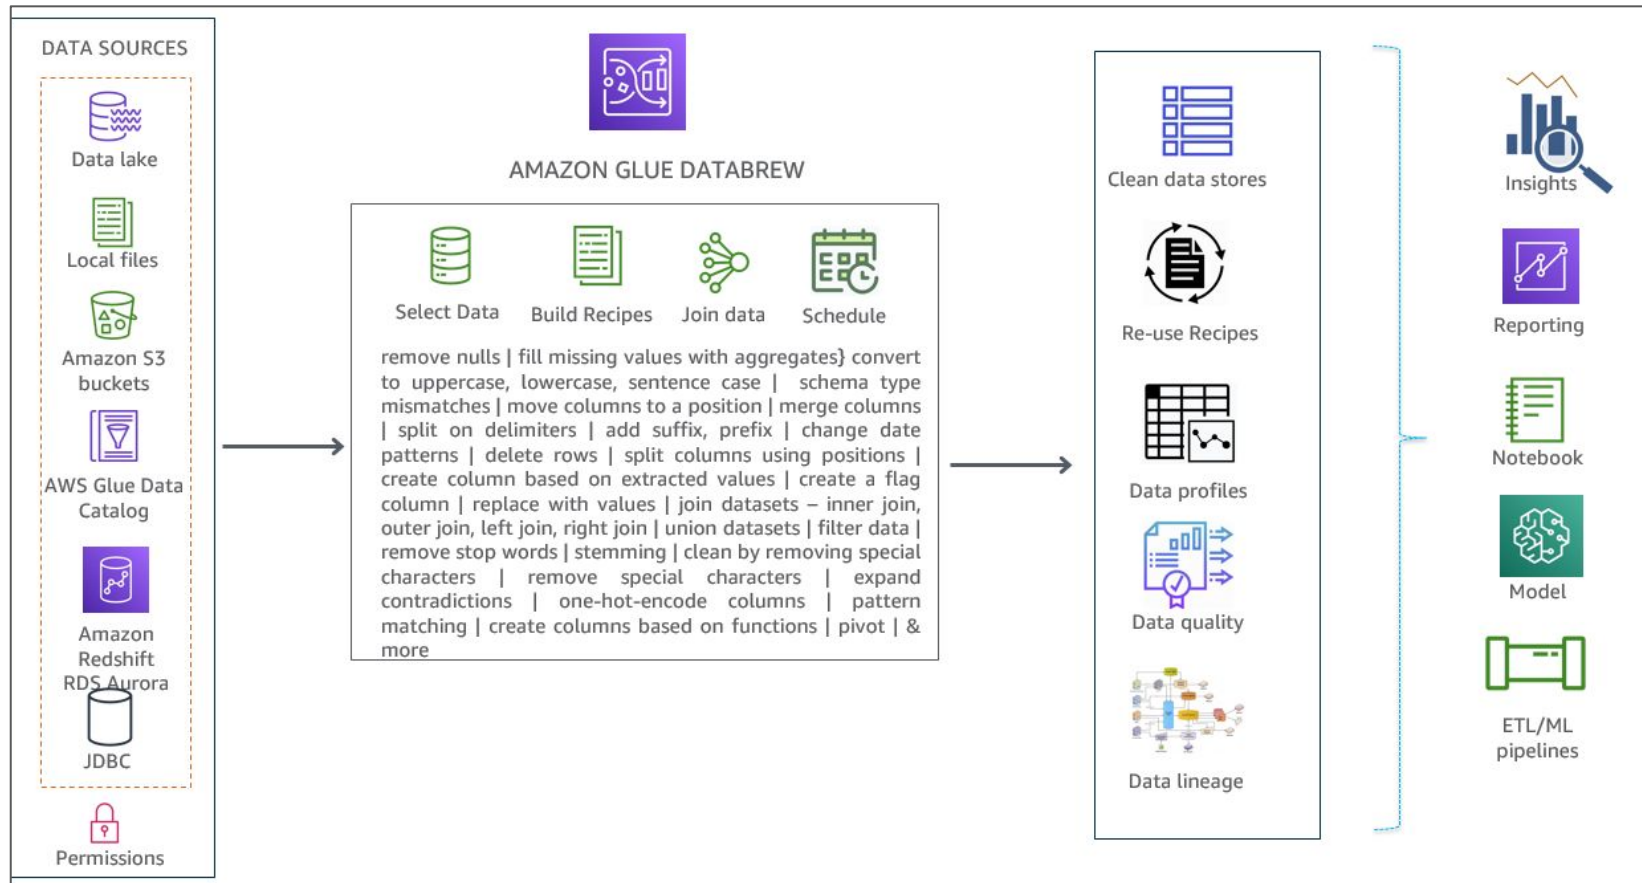 DATA SOURCES
Data lake
Local files
Amazon S3
buckets
AWS Glue Data
Catalog
Amazon
Redshift
RDS Aurora
JDBC
Permissions
AMAZON GLUE DATABREW
Select Data
Build Recipes
Join data
Schedule
remove nulls | fill missing values with aggregates} convert
to uppercase, lowercase, sentence case | schema type
mismatches | move columns to a position | merge columns
| split on delimiters | add suffix, prefix | change date
patterns | delete rows | split columns using positions |
create column based on extracted values | create a flag
column | replace with values | join datasets – inner join,
outer join, left join, right join | union datasets | filter data |
remove stop words | stemming | clean by removing special
characters | remove special characters | expand
contradictions | one-hot-encode columns | pattern
matching | create columns based on functions | pivot | &
more
Clean data stores
Re-use Recipes
Data profiles
Data quality
Data lineage
Insights
Reporting
Notebook
Model
ETL/ML
pipelines